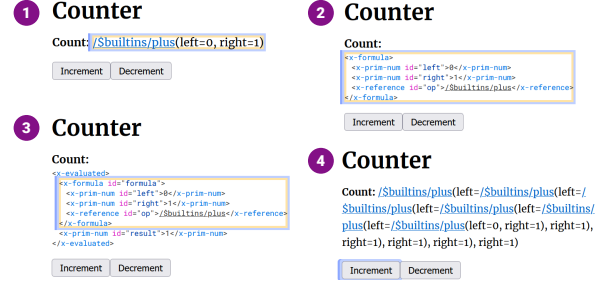 1 Counter
Count: /$builtins/plus(left=0, right=1)
Increment Decrement
2 Counter
Count:
<x-formula>
<x-prim-num id="left">0</x-prim-num>
<x-prim-num id="right">1</x-prim-num>
<x-reference id="op">/$builtins/plus</x-reference>
</x-formula>
Increment Decrement
3 Counter
Count:
<x-evaluated>
<x-formula id="formula">
<x-prim-num id="left">0</x-prim-num>
<x-prim-num id="right">1</x-prim-num>
<x-reference id="op">/$builtins/plus</x-reference>
</x-formula>
<x-prim-num id="result">1</x-prim-num>
</x-evaluated>
Increment Decrement
4 Counter
Count: /$builtins/plus(left=/$builtins/plus(left=/
$builtins/plus(left=/$builtins/plus(left=/$builtins/
plus(left=/$builtins/plus(left=0, right=1), right=1),
right=1), right=1), right=1), right=1)
Increment Decrement